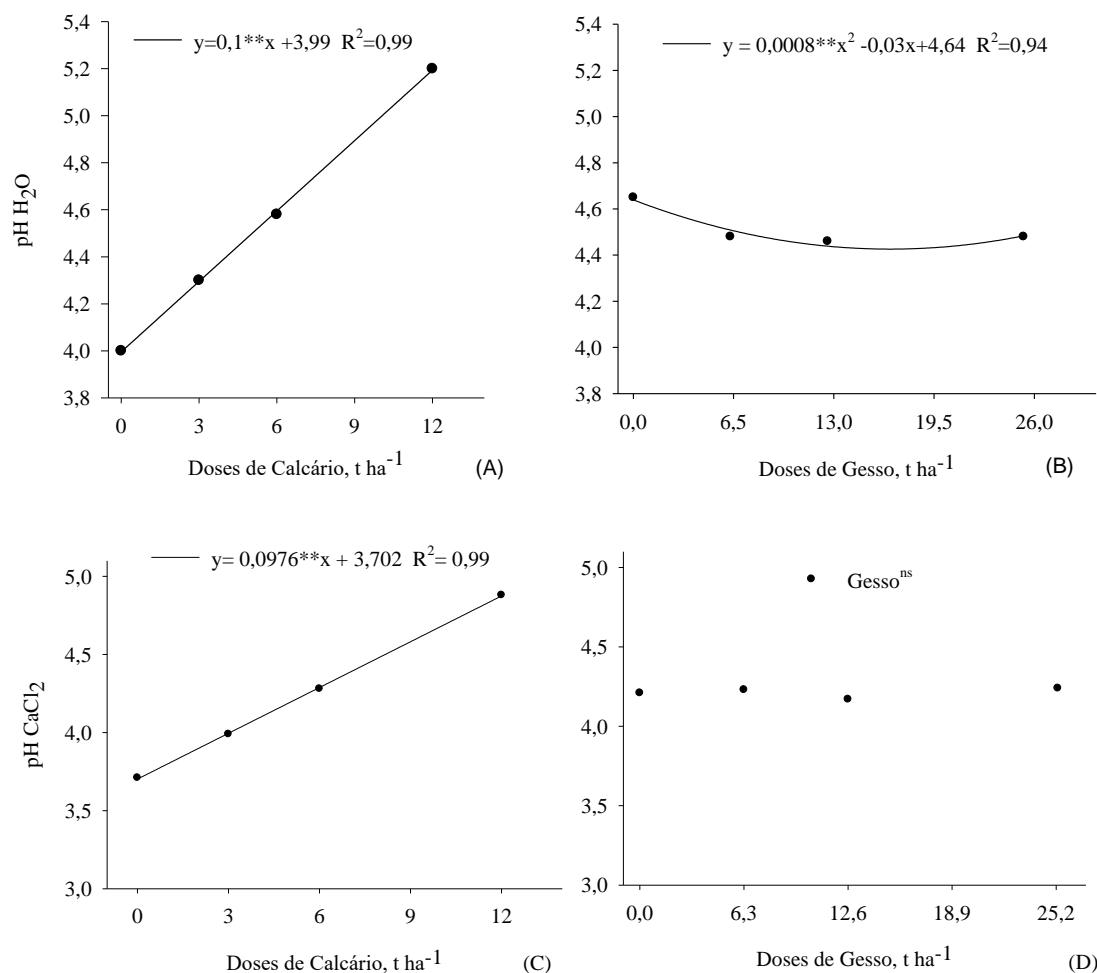 y=0,1**x +3,99 R²=0,99
5,4
5,2
5,0
4,8
4,6
4,4
4,2
4,0
3,8
pH H₂O
0 3 6 9 12
Doses de Calcário, t ha⁻¹
(A)
y = 0,0008**x² -0,03x+4,64 R²=0,94
5,4
5,2
5,0
4,8
4,6
4,4
4,2
4,0
3,8
0,0 6,5 13,0 19,5 26,0
Doses de Gesso, t ha⁻¹
(B)
y= 0,0976**x + 3,702 R²= 0,99
5,0
4,5
4,0
3,5
3,0
pH CaCl₂
0 3 6 12
Doses de Calcário, t ha⁻¹
(C)
Gessoⁿˢ
5,0
4,5
4,0
3,5
3,0
0,0 6,3 12,6 18,9 25,2
Doses de Gesso, t ha⁻¹
(D)